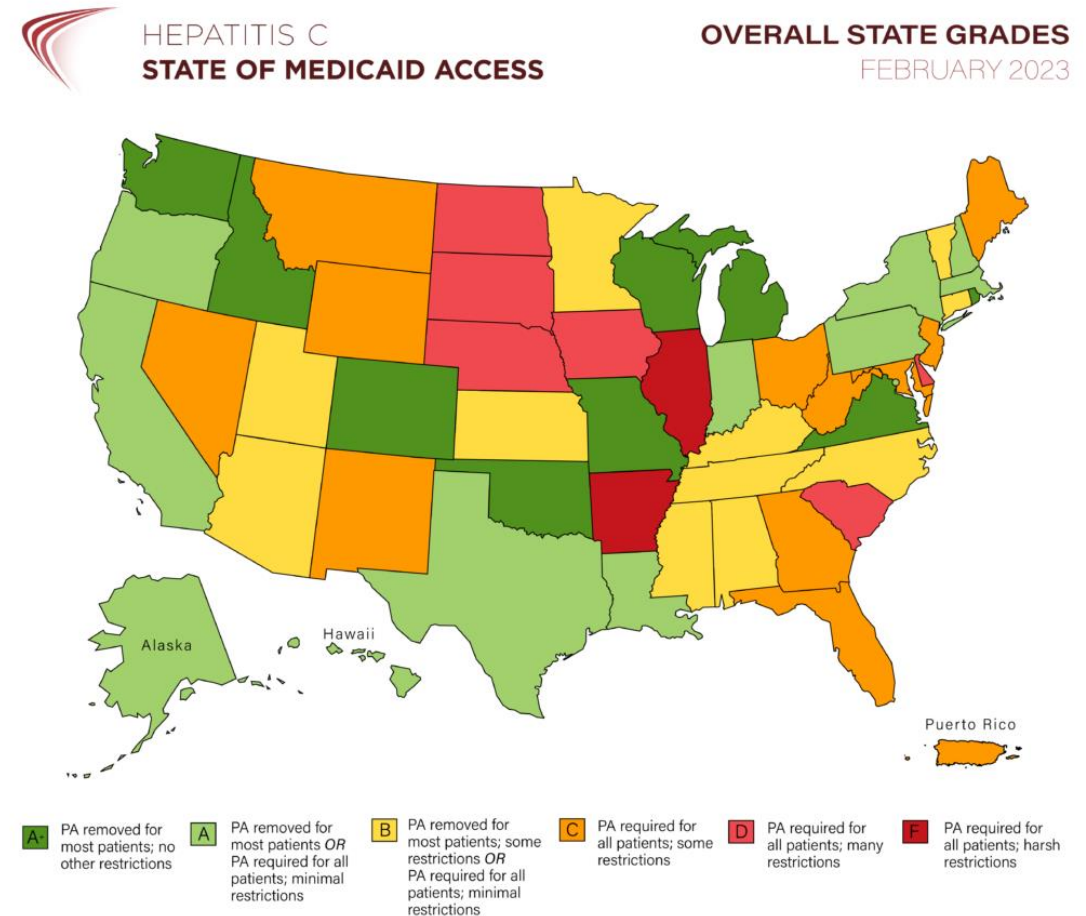 HEPATITIS C
STATE OF MEDICAID ACCESS
OVERALL STATE GRADES
FEBRUARY 2023
Alaska
Hawaii
Puerto Rico
A+
PA removed for
most patients; no
other restrictions
A
PA removed for
most patients OR
PA required for all
patients; minimal
restrictions
B
PA removed for
most patients; some
restrictions OR
PA required for all
patients; minimal
restrictions
C
PA required for
all patients; some
restrictions
D
PA required for
all patients; many
restrictions
F
PA required for
all patients; harsh
restrictions